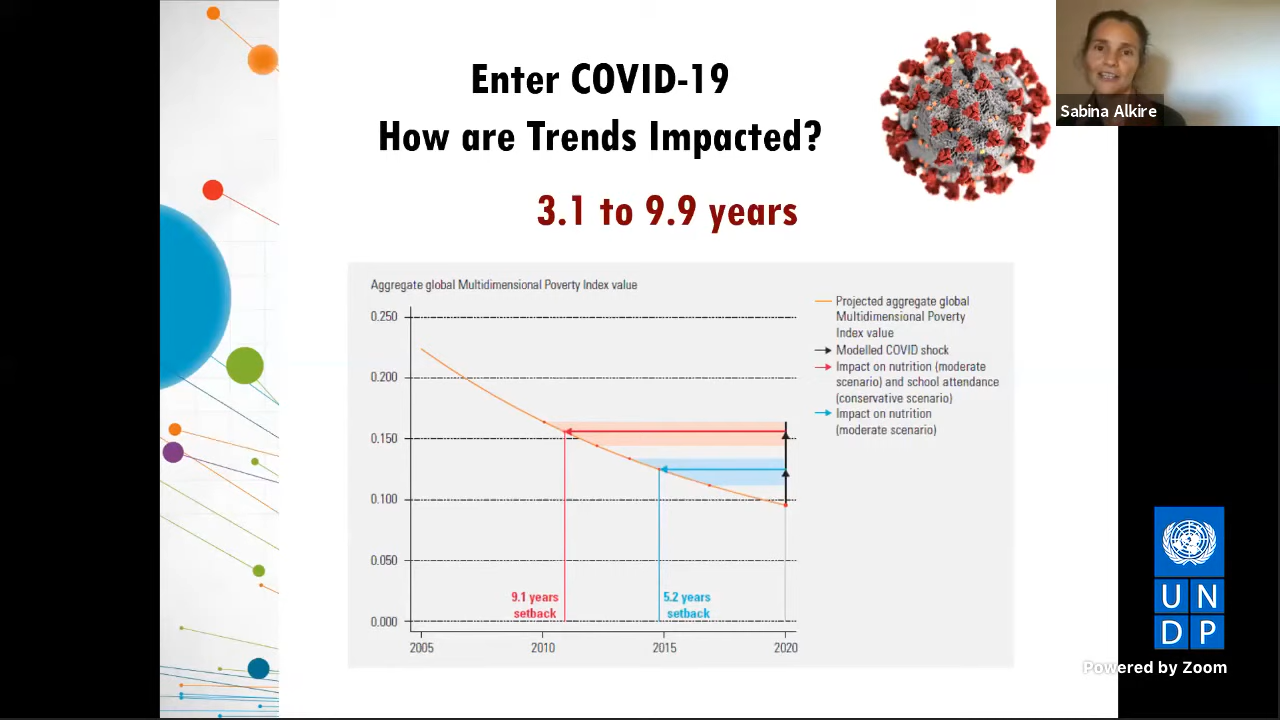 Enter COVID-19
How are Trends Impacted?
3.1 to 9.9 years
Sabina Alkire
Aggregate global Multidimensional Poverty Index value
0.250
0.200
0.150
0.100
0.050
0.000
2005
2010
2015
2020
9.1 years
setback
5.2 years
setback
Projected aggregate global
Multidimensional Poverty
Index value
Modelled COVID shock
Impact on nutrition (moderate
scenario) and school attendance
(conservative scenario)
Impact on nutrition
(moderate scenario)
U N
D P
Powered by Zoom